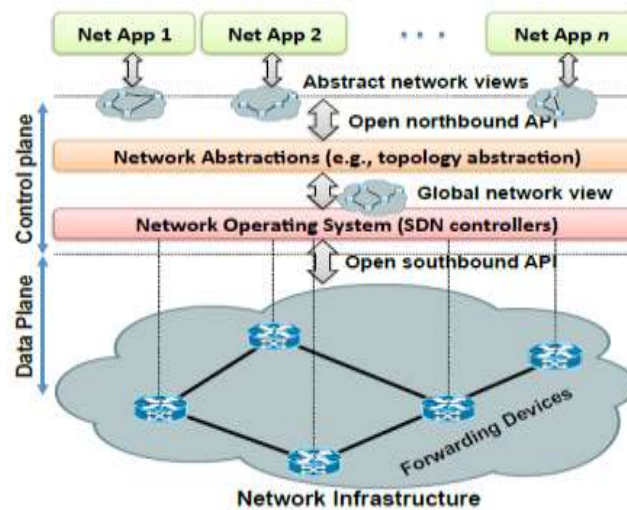 Net App 1
Net App 2
Net App n
Abstract network views
Open northbound API
Network Abstractions (e.g., topology abstraction)
Global network view
Network Operating System (SDN controllers)
Open southbound API
Control plane
Data Plane
Forwarding Devices
Network Infrastructure